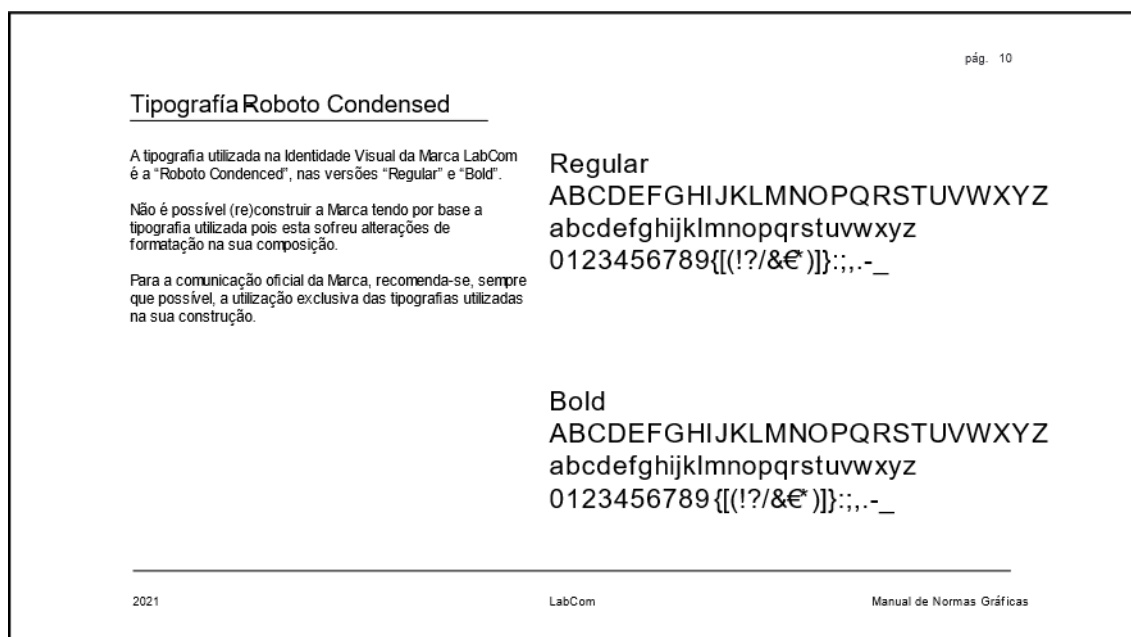 pág. 10
Tipografía Roboto Condensed
A tipografia utilizada na Identidade Visual da Marca LabCom
é a “Roboto Condenced”, nas versões “Regular” e “Bold”.
Não é possível (re)construir a Marca tendo por base a
tipografia utilizada pois esta sofreu alterações de
formatação na sua composição.
Para a comunicação oficial da Marca, recomenda-se, sempre
que possível, a utilização exclusiva das tipografias utilizadas
na sua construção.
Regular
ABCDEFGHIJKLMNOPQRSTUVWXYZ
abcdefghijklmnopqrstuvwxyz
0123456789{[(!?/&€*)]}:;,.-_
Bold
ABCDEFGHIJKLMNOPQRSTUVWXYZ
abcdefghijklmnopqrstuvwxyz
0123456789{[(!?/&€*)]}:;,.-_
2021
LabCom
Manual de Normas Gráficas